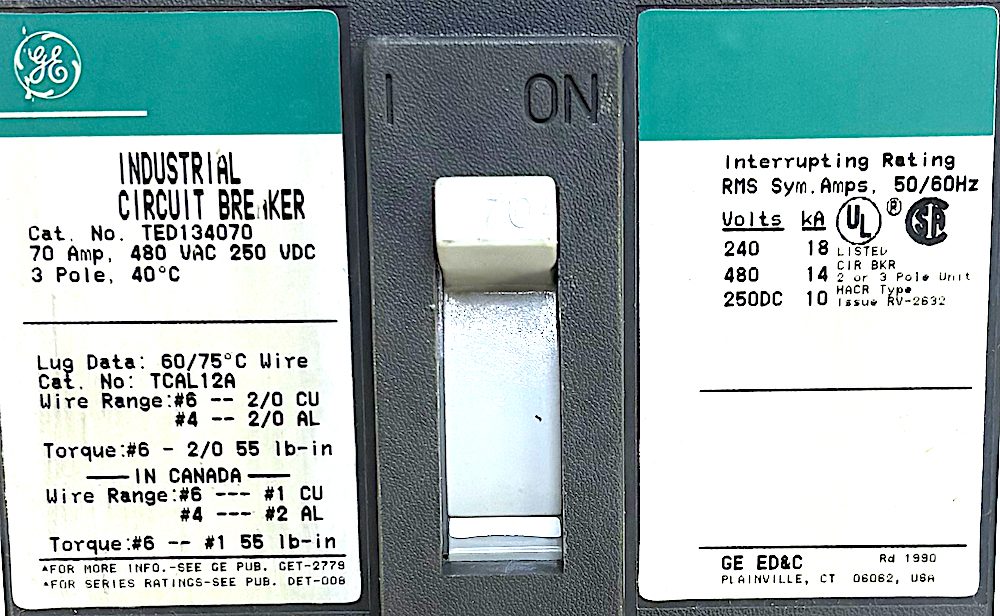 GE
INDUSTRIAL
CIRCUIT BREAKER
Cat. No. TED134070
70 Amp, 480 VAC 250 VDC
3 Pole, 40°C
Lug Data: 60/75°C Wire
Cat. No: TCAL12A
Wire Range:#6 -- 2/0 CU
#4 -- 2/0 AL
Torque:#6 - 2/0 55 lb-in
IN CANADA
Wire Range:#6 --- #1 CU
#4 --- #2 AL
Torque:#6 -- #1 55 lb-in
*FOR MORE INFO.-SEE GE PUB. GET-2779
*FOR SERIES RATINGS-SEE PUB. DET-008
I ON
70
Interrupting Rating
RMS Sym. Amps, 50/60Hz
Volts kA UL ® SA
240 18 LISTED
CIR BKR
480 14 2 or 3 Pole Unit
HACR Type
250DC 10 Issue RV-2632
GE ED&C Rd 1990
PLAINVILLE, CT 06062, USA